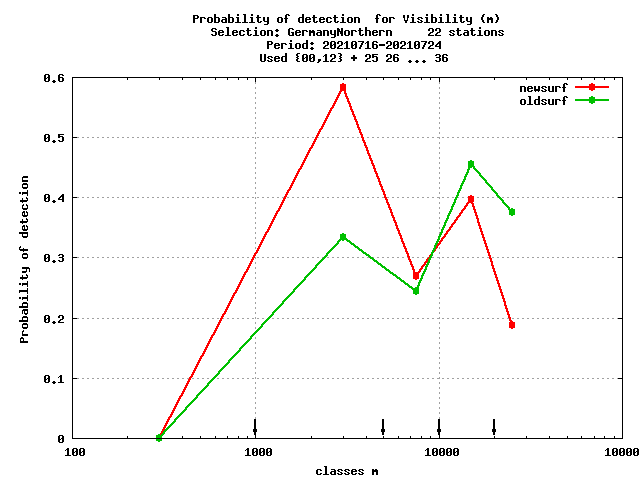 Probability of detection  for Visibility (m)
Selection: GermanyNorthern     22 stations
Period: 20210716-20210724
Used {00,12} + 25 26 ... 36
newsurf
oldsurf
Probability of detection
0.6
0.5
0.4
0.3
0.2
0.1
0
100
1000
10000
10000
classes m